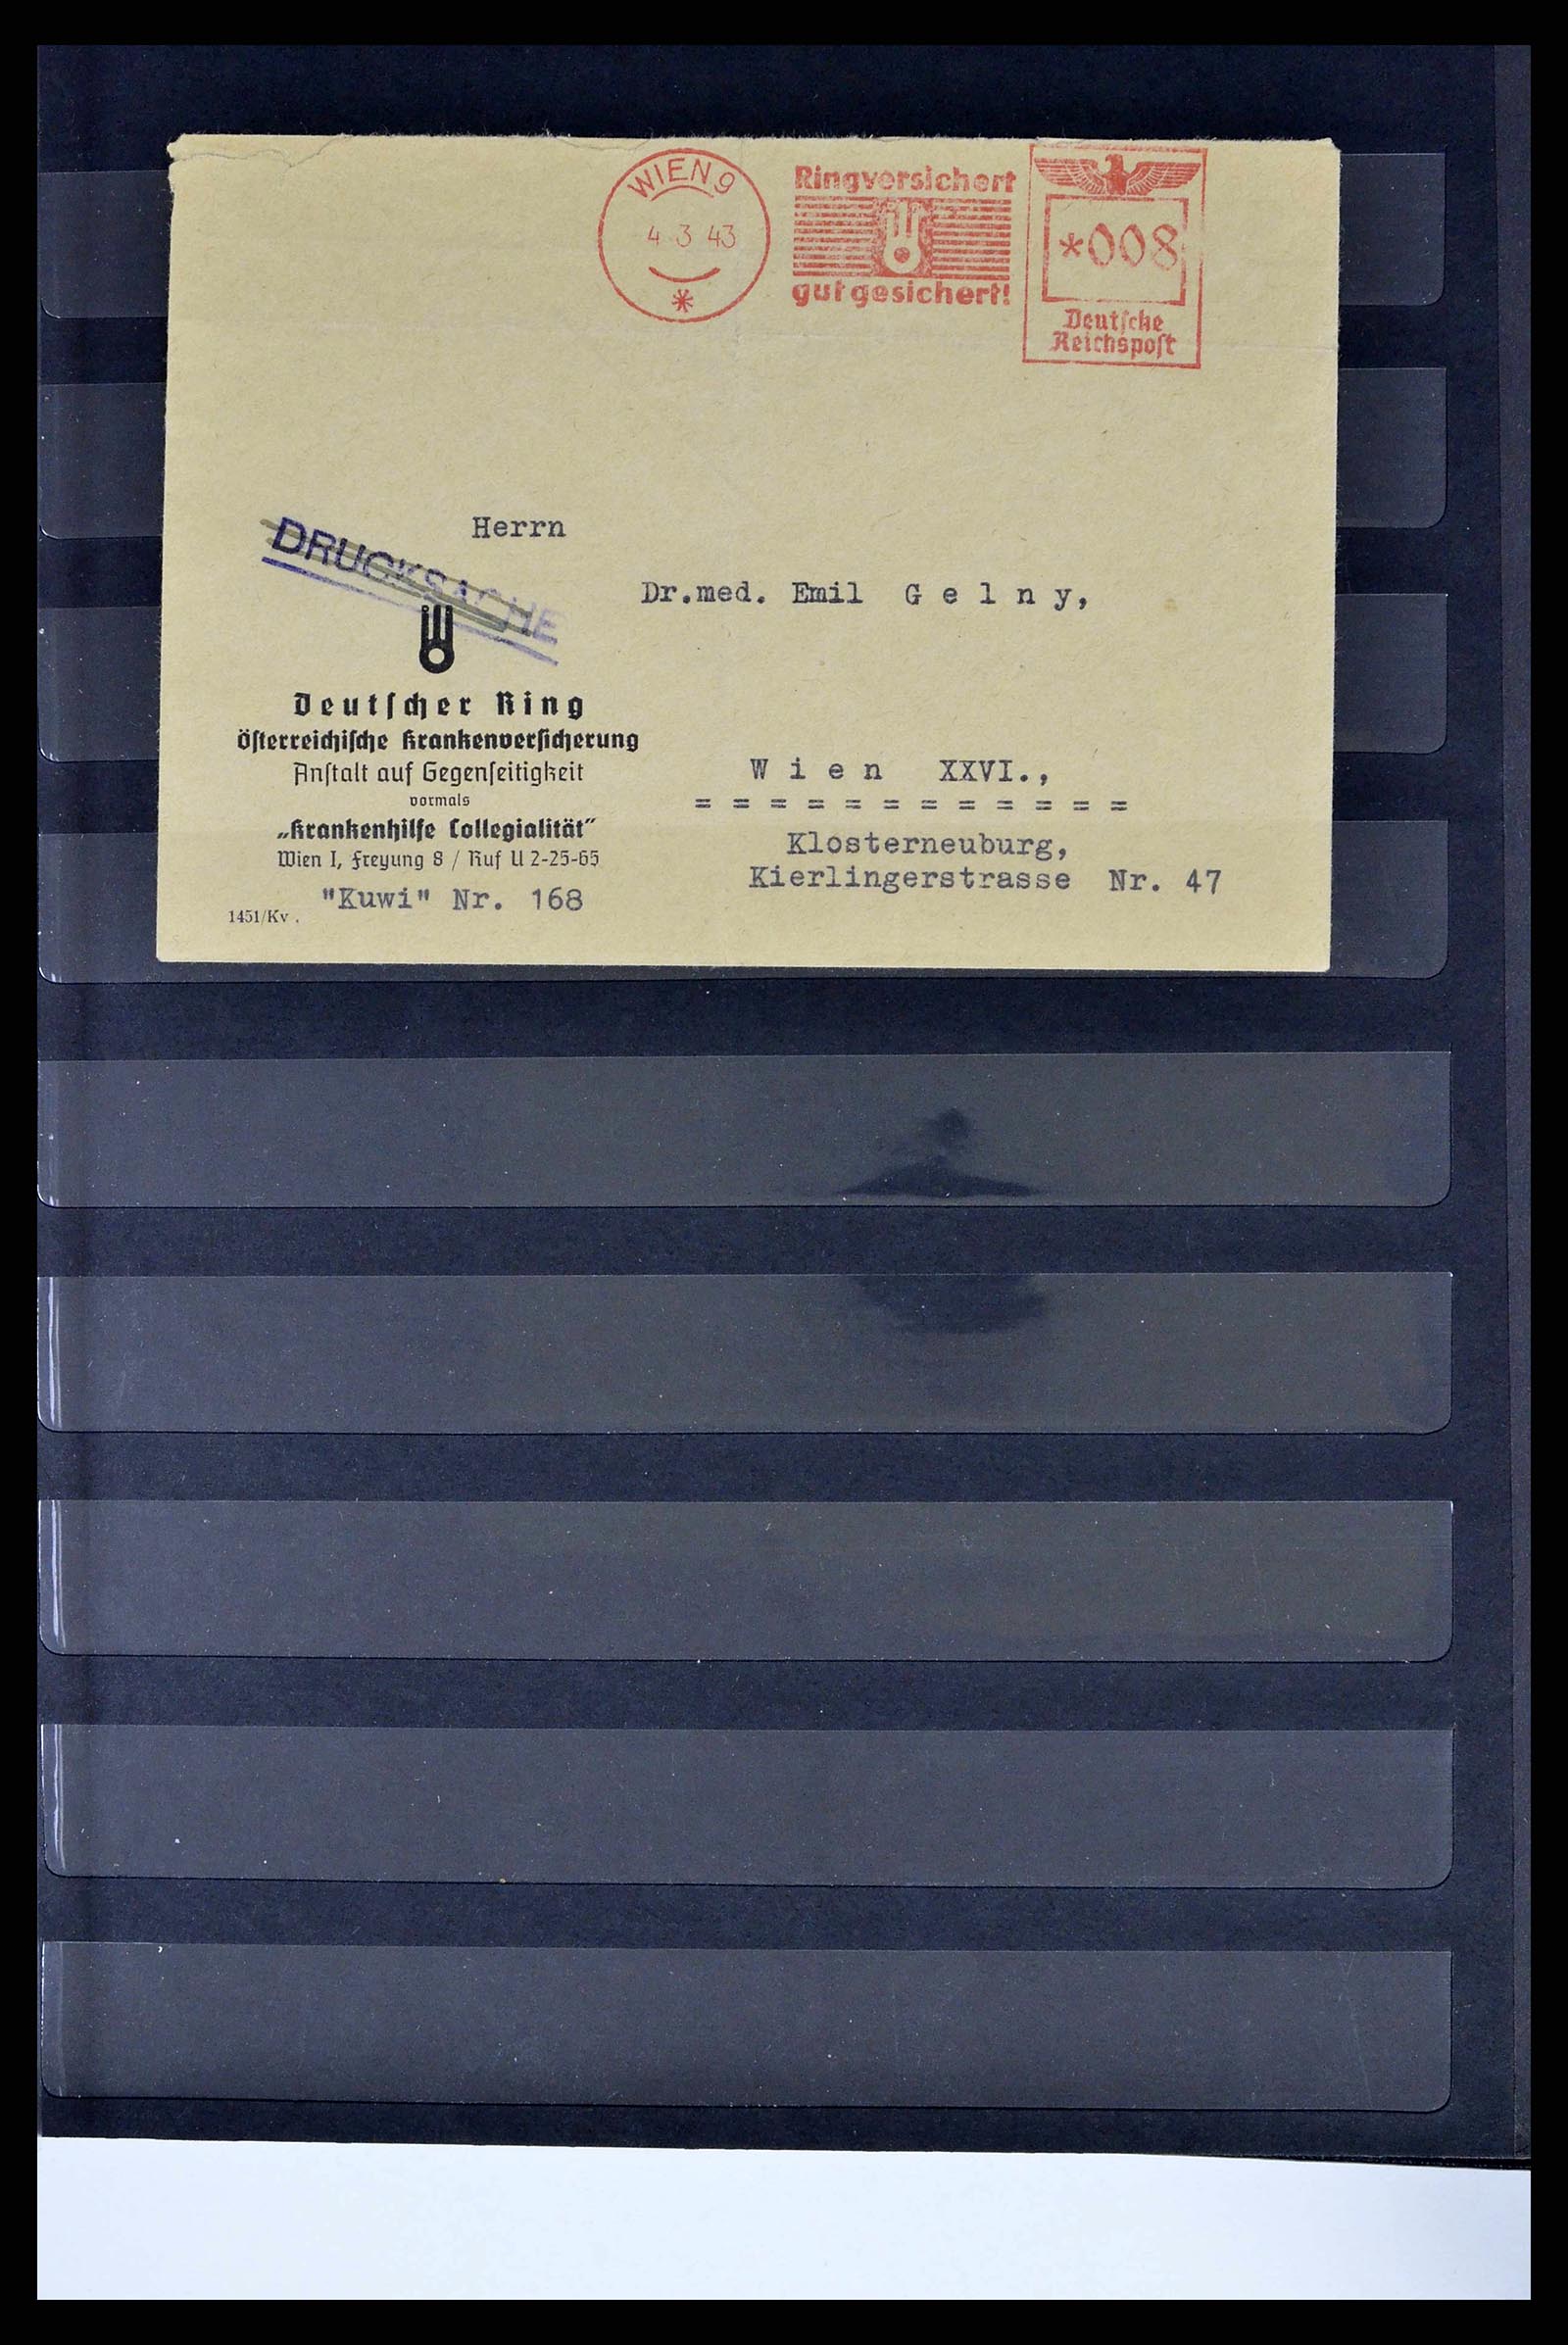 WIEN 9
4 3 43
Ringversichert
gut gesichert!
*008
Deutsche
Reichspost
DRUCKSACHE
Herrn
Dr.med. Emil G e l n y,
W i e n XXVI.,
= = = = = = = = = = = =
Klosterneuburg,
Kierlingerstrasse Nr. 47
Deutſcher Ring
Öſterreichiſche Krankenverſicherung
Anſtalt auf Gegenſeitigkeit
vormals
„Krankenhilfe Collegialität"
Wien I, Freyung 8 / Ruf U 2-25-65
"Kuwi" Nr. 168
1451/Kv .